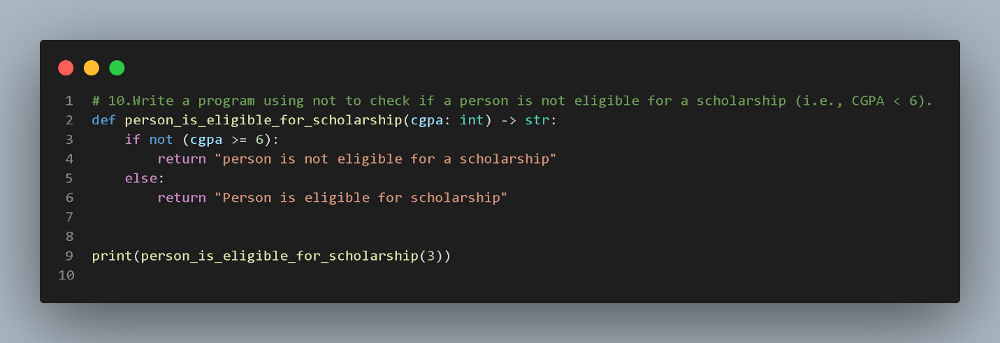 1 # 10.Write a program using not to check if a person is not eligible for a scholarship (i.e., CGPA < 6).
2 def person_is_eligible_for_scholarship(cgpa: int) -> str:
3     if not (cgpa >= 6):
4         return "person is not eligible for a scholarship"
5     else:
6         return "Person is eligible for scholarship"
7
8
9 print(person_is_eligible_for_scholarship(3))
10